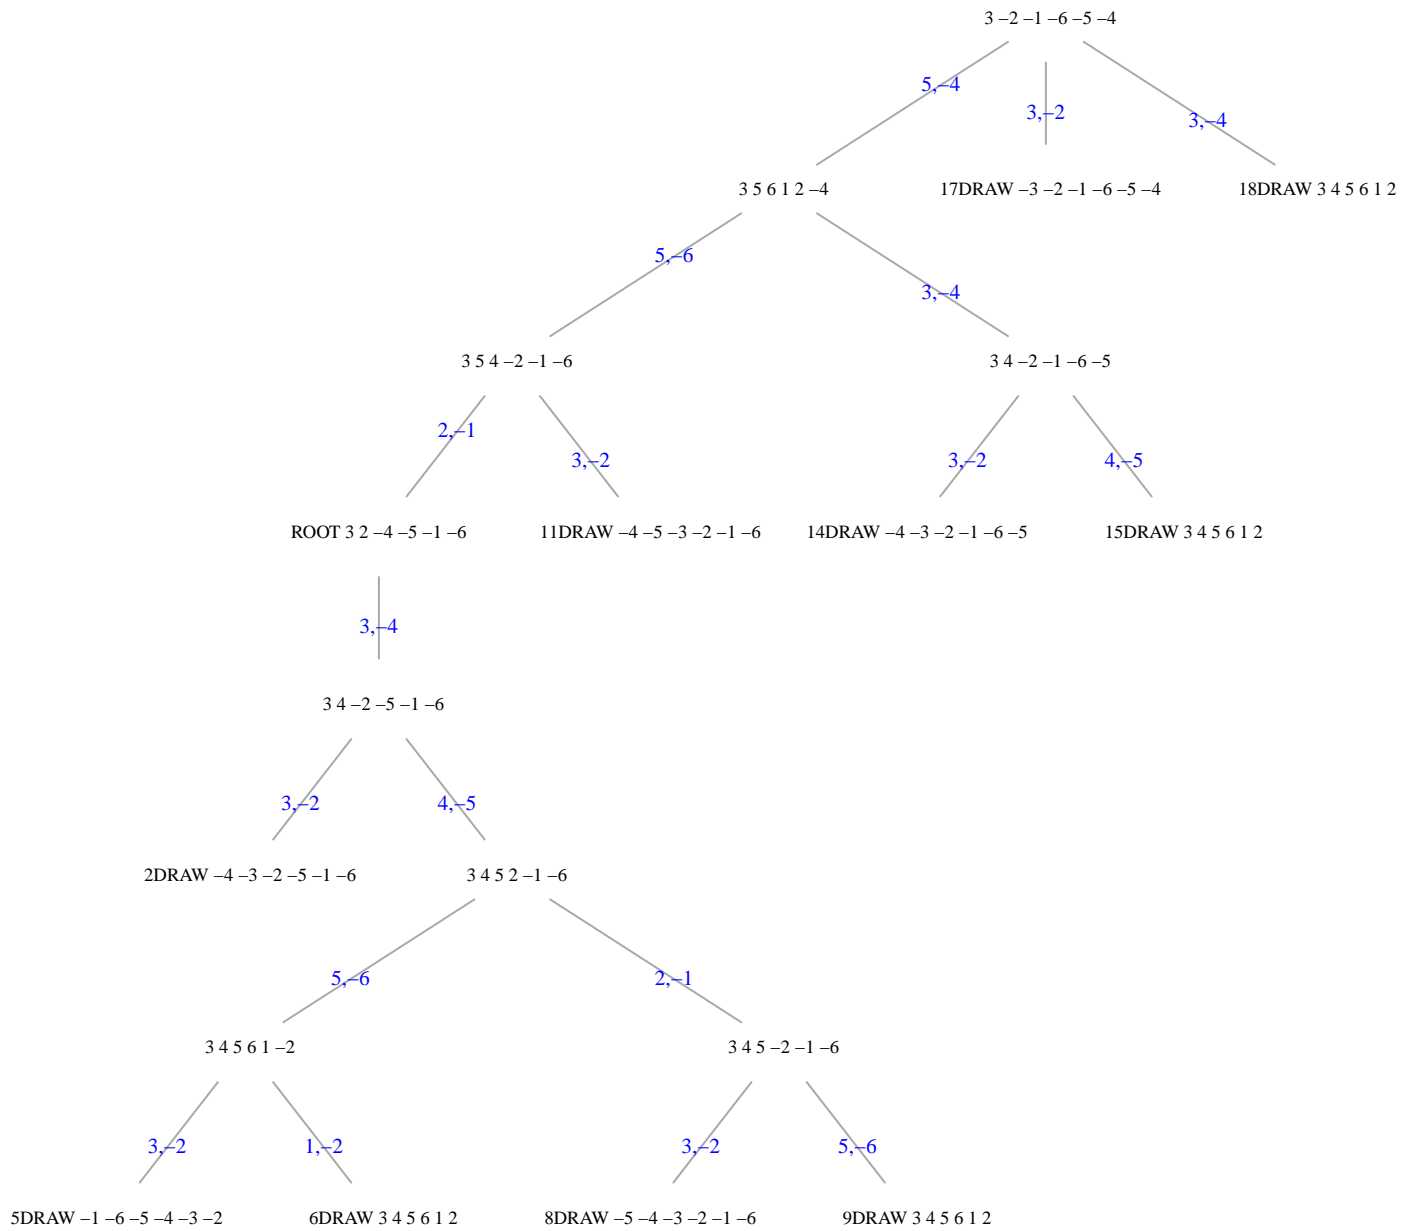 3 –2 –1 –6 –5 –4
5,–4
3,–2
3,–4
3 5 6 1 2 –4
17DRAW –3 –2 –1 –6 –5 –4
18DRAW 3 4 5 6 1 2
5,–6
3,–4
3 5 4 –2 –1 –6
3 4 –2 –1 –6 –5
2,–1
3,–2
3,–2
4,–5
ROOT 3 2 –4 –5 –1 –6
11DRAW –4 –5 –3 –2 –1 –6
14DRAW –4 –3 –2 –1 –6 –5
15DRAW 3 4 5 6 1 2
3,–4
3 4 –2 –5 –1 –6
3,–2
4,–5
2DRAW –4 –3 –2 –5 –1 –6
3 4 5 2 –1 –6
5,–6
2,–1
3 4 5 6 1 –2
3 4 5 –2 –1 –6
3,–2
1,–2
3,–2
5,–6
5DRAW –1 –6 –5 –4 –3 –2
6DRAW 3 4 5 6 1 2
8DRAW –5 –4 –3 –2 –1 –6
9DRAW 3 4 5 6 1 2